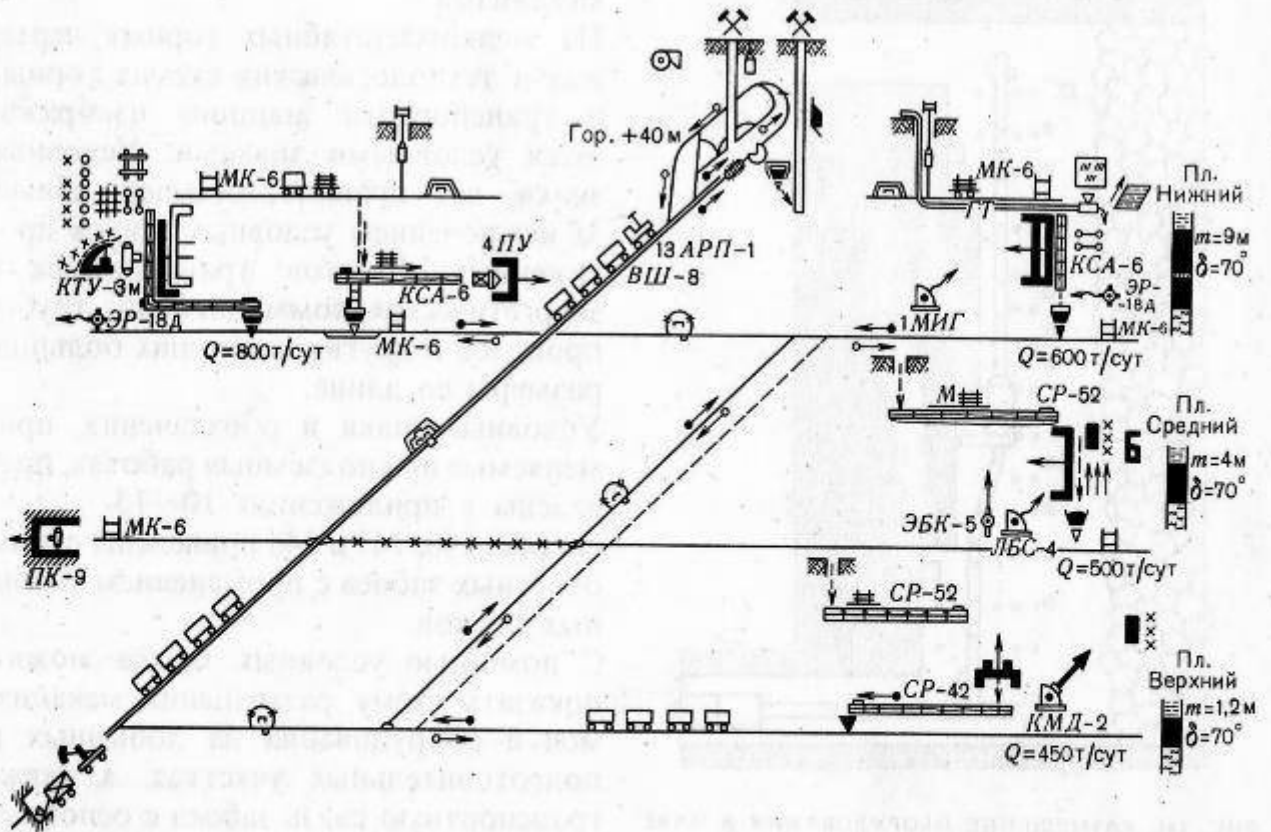 Гор. +40 м
МК-6
МК-6
Пл.
Нижний
m=9м
δ=70°
4 ПУ
13 АРП-1
ВШ-8
КТУ-3м
КСА-6
КСА-6
ЭР-18д
ЭР-
-18д
1 МИГ
МК-6
МК-6
Q=800т/сут
Q=600т/сут
М
СР-52
Пл.
Средний
m=4м
δ=70°
МК-6
ЭБК-5
ПК-9
ЛБС-4
Q=500т/сут
СР-52
Пл.
Верхний
СР-42
КМД-2
m=1,2м
δ=70°
Q=450т/сут